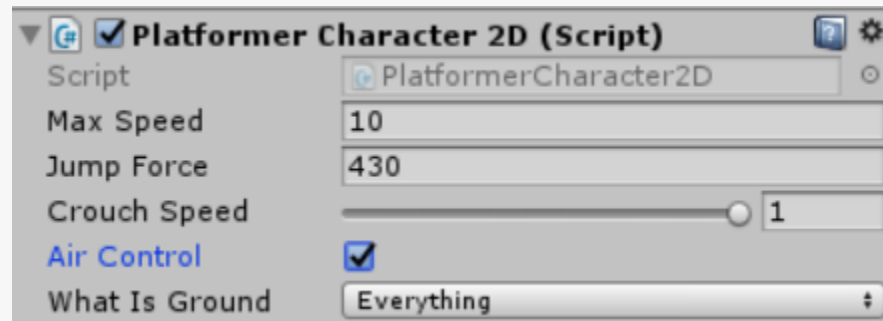 Platformer Character 2D (Script)
Script PlatformerCharacter2D
Max Speed 10
Jump Force 430
Crouch Speed 1
Air Control
What Is Ground Everything